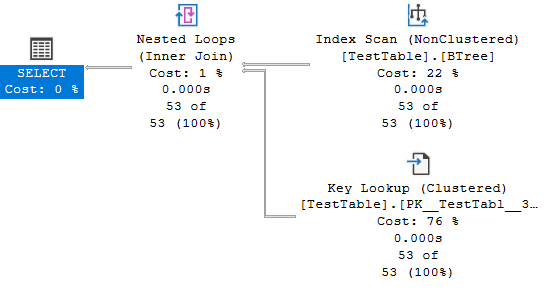 SELECT
Cost: 0 %
Nested Loops
(Inner Join)
Cost: 1 %
0.000s
53 of
53 (100%)
Index Scan (NonClustered)
[TestTable].[BTree]
Cost: 22 %
0.000s
53 of
53 (100%)
Key Lookup (Clustered)
[TestTable].[PK__TestTabl__3…
Cost: 76 %
0.000s
53 of
53 (100%)